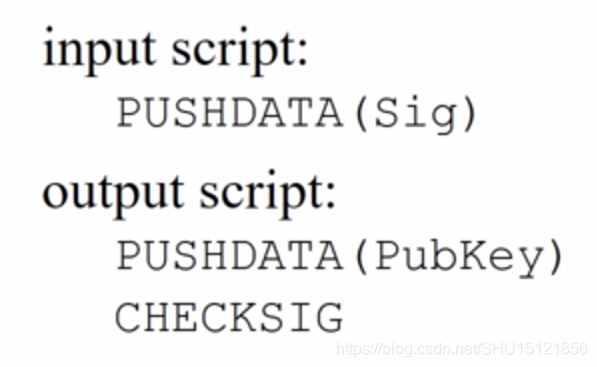 input script:
PUSHDATA(Sig)
output script:
PUSHDATA(PubKey)
CHECKSIG
https://blog.csdn.net/SHU15121856